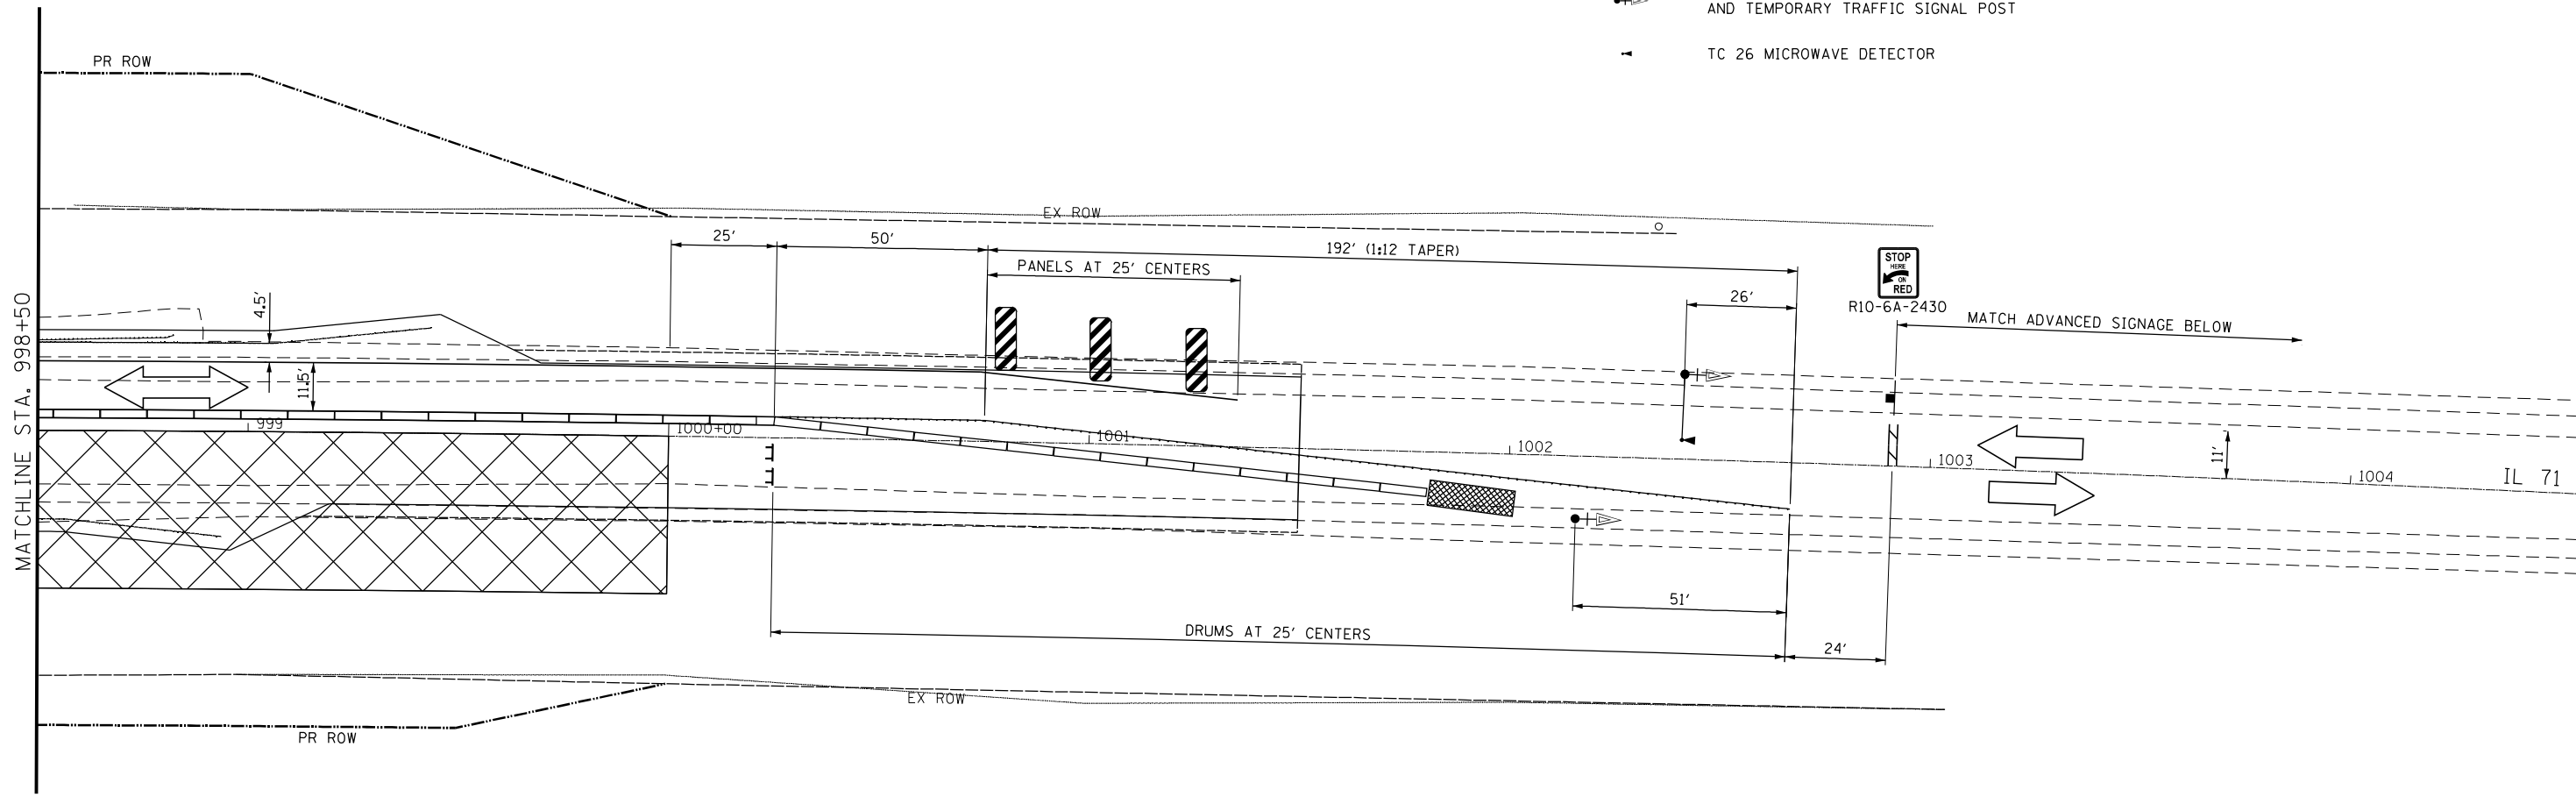 AND TEMPORARY TRAFFIC SIGNAL POST
TC 26 MICROWAVE DETECTOR
PR ROW
EX ROW
25'
50'
192' (1:12 TAPER)
PANELS AT 25' CENTERS
26'
STOP
HERE
ON
RED
R10-6A-2430
MATCH ADVANCED SIGNAGE BELOW
4.5'
11.5'
MATCHLINE STA. 998+50
999
1000+00
1001
1002
1003
1004
11'
IL 71
51'
DRUMS AT 25' CENTERS
24'
EX ROW
PR ROW